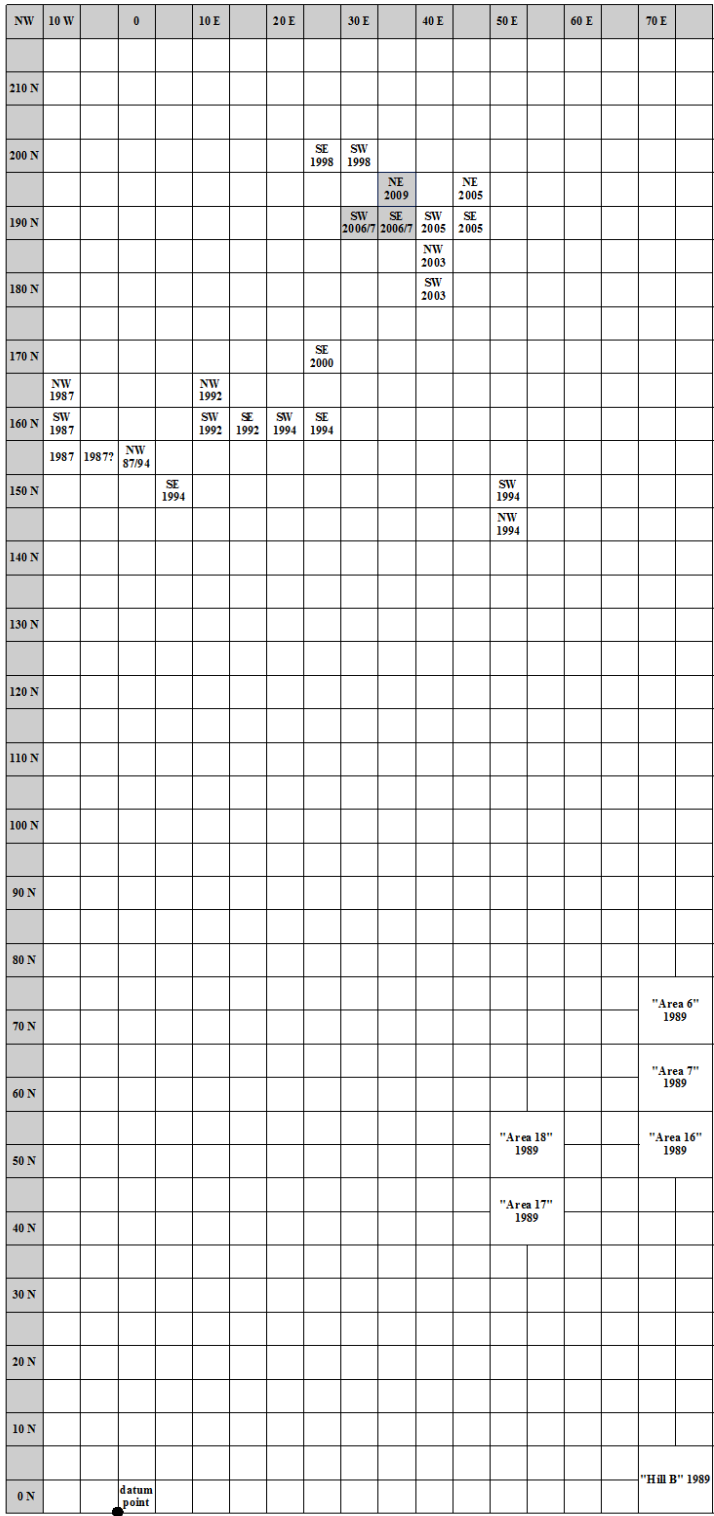 NW 10 W 0 10 E 20 E 30 E 40 E 50 E 60 E 70 E
210 N
200 N SE 1998 SW 1998
NE 2009 NE 2005
190 N SW 2006/7 SE 2006/7 SW 2005 SE 2005
NW 2003
180 N SW 2003
170 N SE 2000
NW 1987 NW 1992
160 N SW 1987 SW 1992 SE 1992 SW 1994 SE 1994
1987 1987? NW 87/94
150 N SE 1994 SW 1994
NW 1994
140 N
130 N
120 N
110 N
100 N
90 N
80 N
"Area 6" 1989
70 N
"Area 7" 1989
60 N
"Area 18" 1989 "Area 16" 1989
50 N
"Area 17" 1989
40 N
30 N
20 N
10 N
"Hill B" 1989
0 N datum point